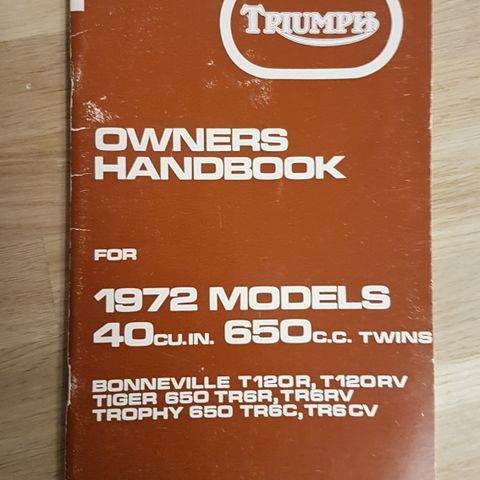 TRIUMPH
OWNERS
HANDBOOK
FOR
1972 MODELS
40CU.IN. 650C.C. TWINS
BONNEVILLE T120R, T120RV
TIGER 650 TR6R, TR6RV
TROPHY 650 TR6C, TR6CV